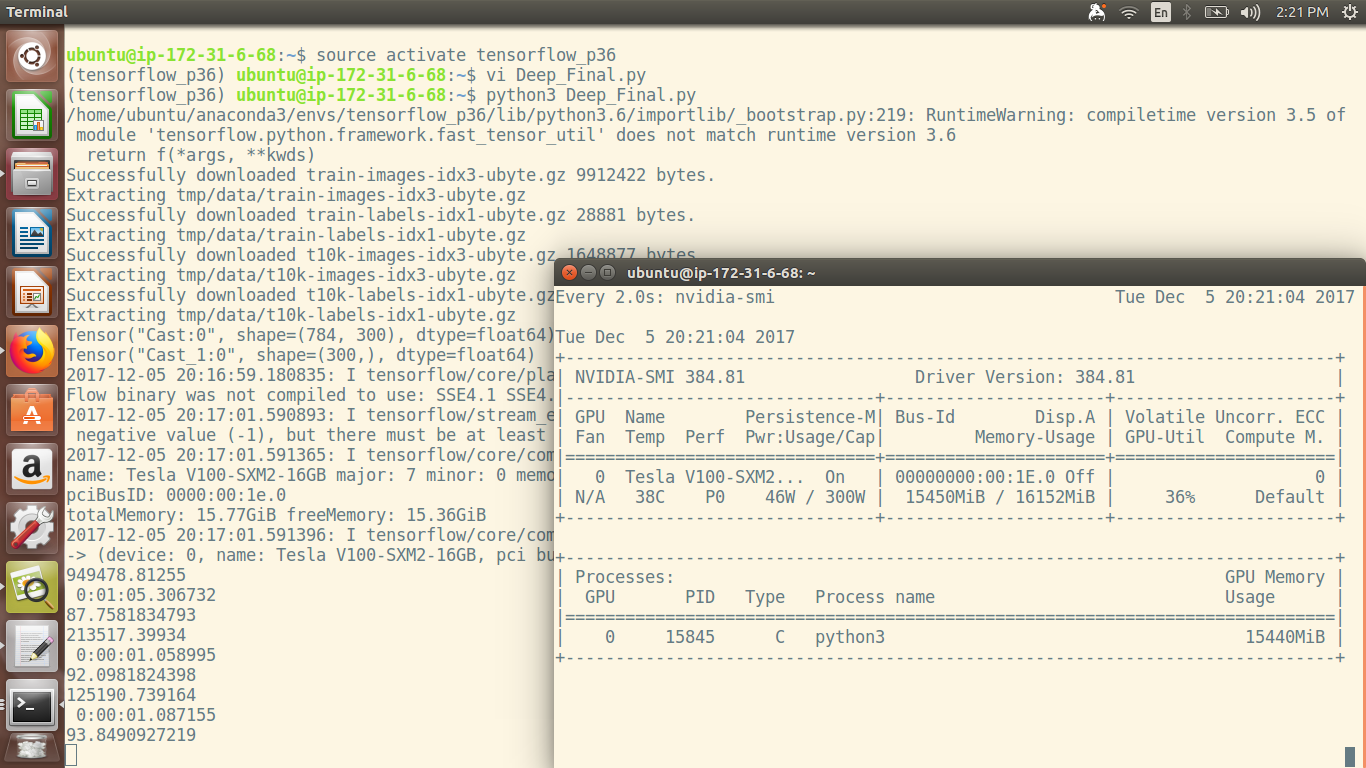 Terminal
En
2:21 PM
ubuntu@ip-172-31-6-68:~$ source activate tensorflow_p36
(tensorflow_p36) ubuntu@ip-172-31-6-68:~$ vi Deep_Final.py
(tensorflow_p36) ubuntu@ip-172-31-6-68:~$ python3 Deep_Final.py
/home/ubuntu/anaconda3/envs/tensorflow_p36/lib/python3.6/importlib/_bootstrap.py:219: RuntimeWarning: compiletime version 3.5 of
module 'tensorflow.python.framework.fast_tensor_util' does not match runtime version 3.6
return f(*args, **kwds)
Successfully downloaded train-images-idx3-ubyte.gz 9912422 bytes.
Extracting tmp/data/train-images-idx3-ubyte.gz
Successfully downloaded train-labels-idx1-ubyte.gz 28881 bytes.
Extracting tmp/data/train-labels-idx1-ubyte.gz
Successfully downloaded t10k-images-idx3-ubyte.gz 1648877 bytes.
Extracting tmp/data/t10k-images-idx3-ubyte.gz
Successfully downloaded t10k-labels-idx1-ubyte.gz
Extracting tmp/data/t10k-labels-idx1-ubyte.gz
Tensor("Cast:0", shape=(784, 300), dtype=float64)
Tensor("Cast_1:0", shape=(300,), dtype=float64)
2017-12-05 20:16:59.180835: I tensorflow/core/pla
Flow binary was not compiled to use: SSE4.1 SSE4.
2017-12-05 20:17:01.590893: I tensorflow/stream_e
negative value (-1), but there must be at least
2017-12-05 20:17:01.591365: I tensorflow/core/com
name: Tesla V100-SXM2-16GB major: 7 minor: 0 memo
pciBusID: 0000:00:1e.0
totalMemory: 15.77GiB freeMemory: 15.36GiB
2017-12-05 20:17:01.591396: I tensorflow/core/com
-> (device: 0, name: Tesla V100-SXM2-16GB, pci bu
949478.81255
0:01:05.306732
87.7581834793
213517.39934
0:00:01.058995
92.0981824398
125190.739164
0:00:01.087155
93.8490927219
ubuntu@ip-172-31-6-68: ~
Every 2.0s: nvidia-smi Tue Dec  5 20:21:04 2017
Tue Dec  5 20:21:04 2017
+-----------------------------------------------------------------------------+
| NVIDIA-SMI 384.81                 Driver Version: 384.81                    |
|-------------------------------+----------------------+----------------------+
| GPU  Name        Persistence-M| Bus-Id        Disp.A | Volatile Uncorr. ECC |
| Fan  Temp  Perf  Pwr:Usage/Cap|         Memory-Usage | GPU-Util  Compute M. |
|===============================+======================+======================|
|   0  Tesla V100-SXM2...  On   | 00000000:00:1E.0 Off |                    0 |
| N/A   38C    P0    46W / 300W |  15450MiB / 16152MiB |     36%      Default |
+-------------------------------+----------------------+----------------------+
+-----------------------------------------------------------------------------+
| Processes:                                                       GPU Memory |
|  GPU       PID   Type   Process name                             Usage      |
|=============================================================================|
|    0     15845      C   python3                                    15440MiB |
+-----------------------------------------------------------------------------+